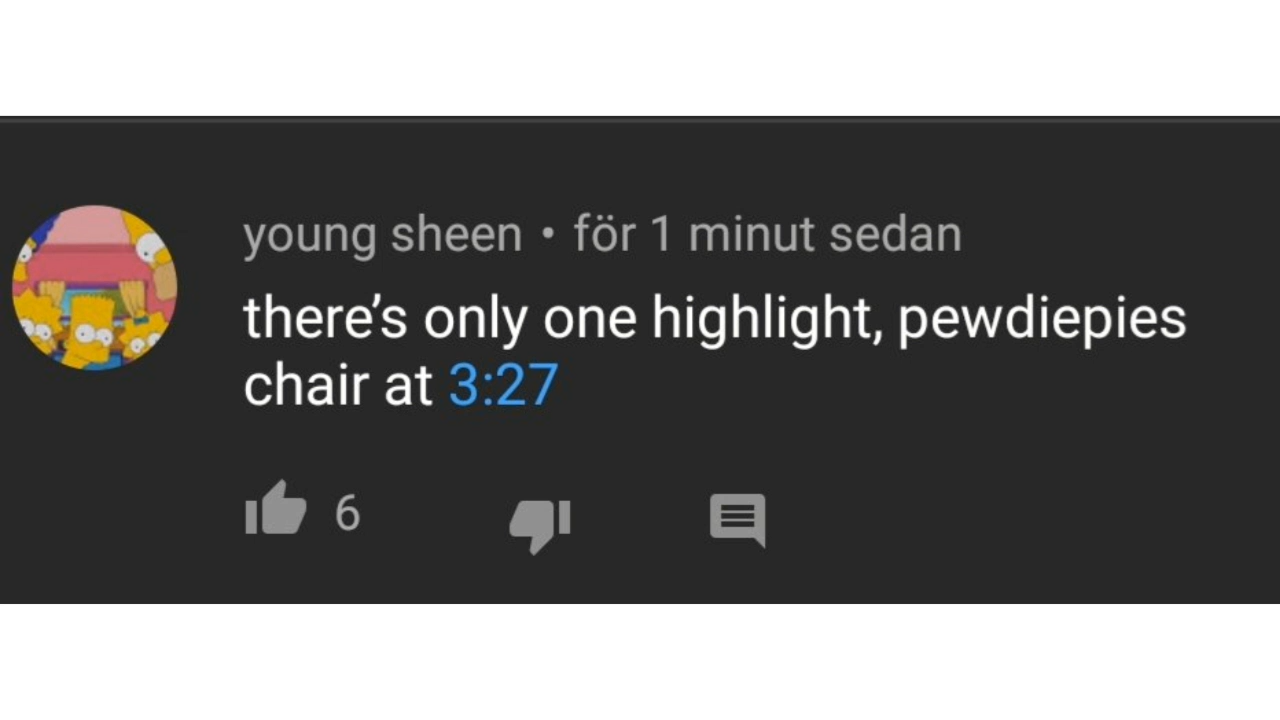 young sheen • för 1 minut sedan
there's only one highlight, pewdiepies
chair at 3:27
6